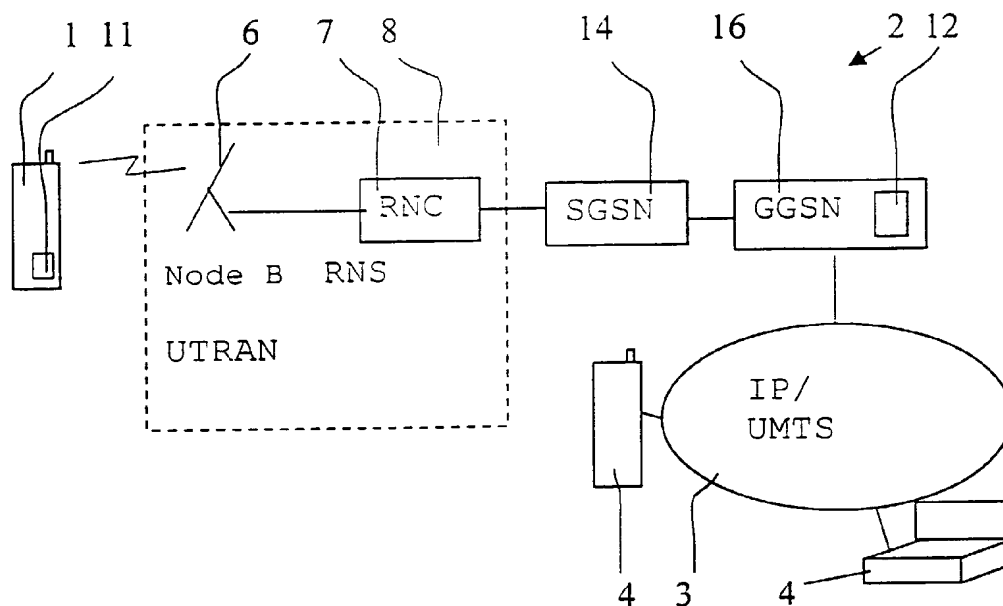 1 11 6 7 8 14 16 2 12
RNC SGSN GGSN
Node B RNS
UTRAN
IP/
UMTS
4 3 4